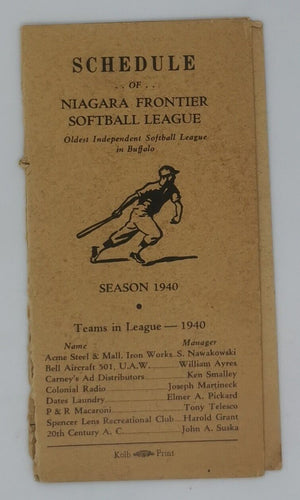 SCHEDULE
.. OF ..
NIAGARA FRONTIER
SOFTBALL LEAGUE
Oldest Independent Softball League
in Buffalo
SEASON 1940
•
Teams in League — 1940
Name Manager
Acme Steel & Mall. Iron Works S. Nawakowski
Bell Aircraft 501, U.A.W. William Ayres
Carney's Ad Distributors Ken Smalley
Colonial Radio Joseph Martineck
Dates Laundry Elmer A. Pickard
P & R Macaroni Tony Telesco
Spencer Lens Recreational Club Harold Grant
20th Century A. C. John A. Suska
Kolb Print